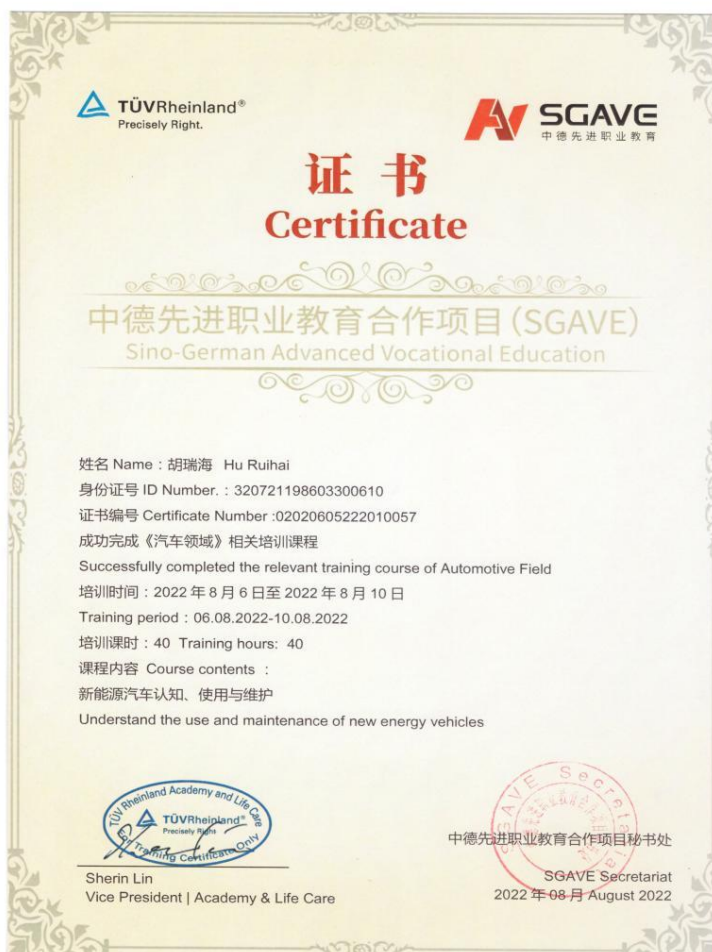 TÜVRheinland®
Precisely Right.
SGAVE
中德先进职业教育
证 书
Certificate
中德先进职业教育合作项目(SGAVE)
Sino-German Advanced Vocational Education
姓名 Name：胡瑞海 Hu Ruihai
身份证号 ID Number.：320721198603300610
证书编号 Certificate Number :02020605222010057
成功完成《汽车领域》相关培训课程
Successfully completed the relevant training course of Automotive Field
培训时间：2022 年 8 月 6 日至 2022 年 8 月 10 日
Training period：06.08.2022-10.08.2022
培训课时：40 Training hours: 40
课程内容 Course contents ：
新能源汽车认知、使用与维护
Understand the use and maintenance of new energy vehicles
TÜV Rheinland Academy and Life Care
TÜVRheinland®
Precisely Right
For Training Certificate Only
Sherin Lin
Vice President | Academy & Life Care
SGAVE Secretaria
中德先进职业教育合作项目秘书处
SGAVE Secretariat
2022 年 08 月 August 2022